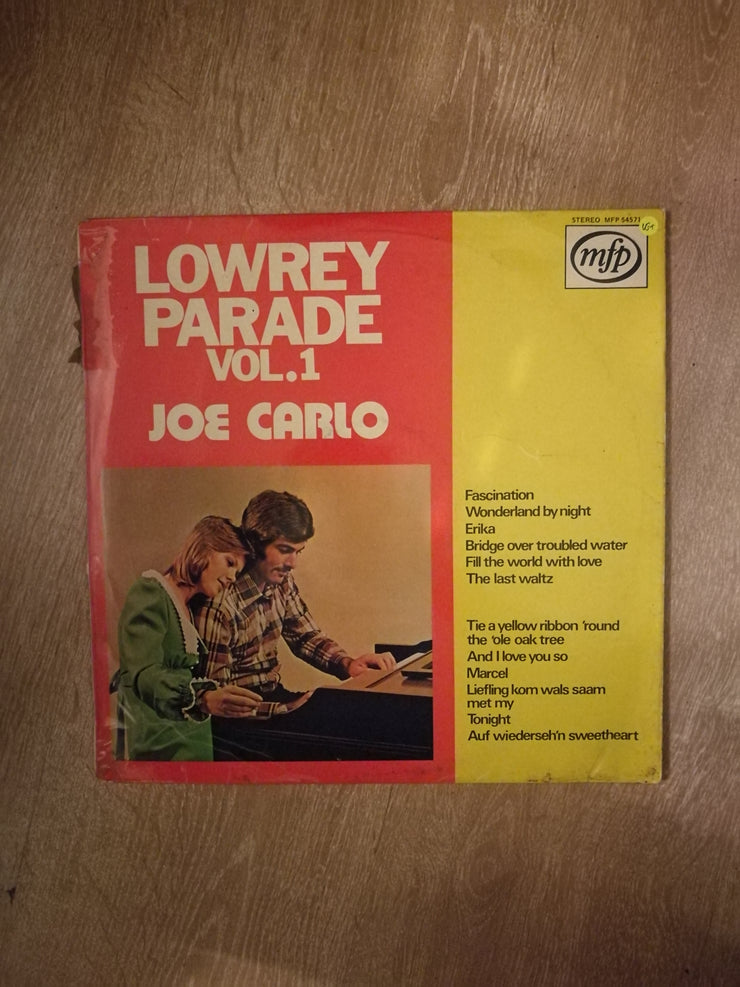 LOWREY
PARADE
VOL.1
JOE CARLO
STEREO MFP 5457
VG+
mfp
Fascination
Wonderland by night
Erika
Bridge over troubled water
Fill the world with love
The last waltz
Tie a yellow ribbon 'round
the 'ole oak tree
And I love you so
Marcel
Liefling kom wals saam
met my
Tonight
Auf wiederseh'n sweetheart